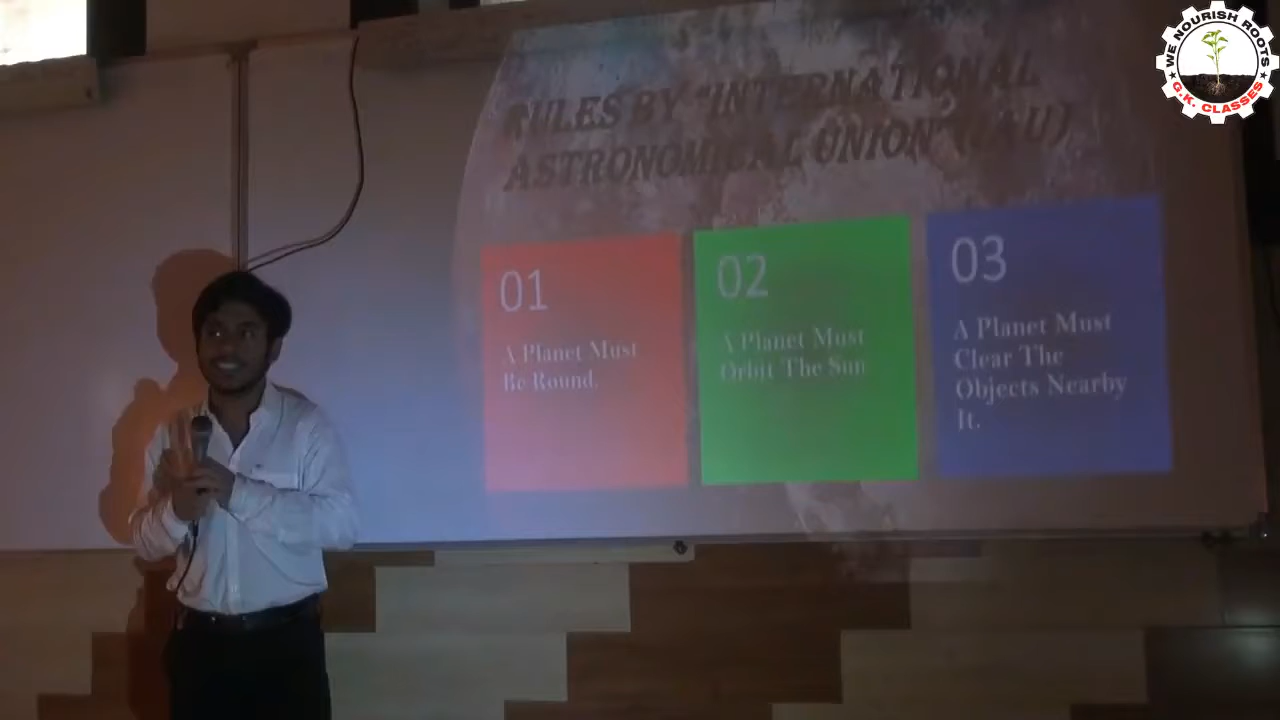 RULES BY "INTERNATIONAL
ASTRONOMICAL UNION" (IAU)
01
A Planet Must
Be Round.
02
A Planet Must
Orbit The Sun
03
A Planet Must
Clear The
Objects Nearby
It.
WE NOURISH ROOTS
G.K. CLASSES